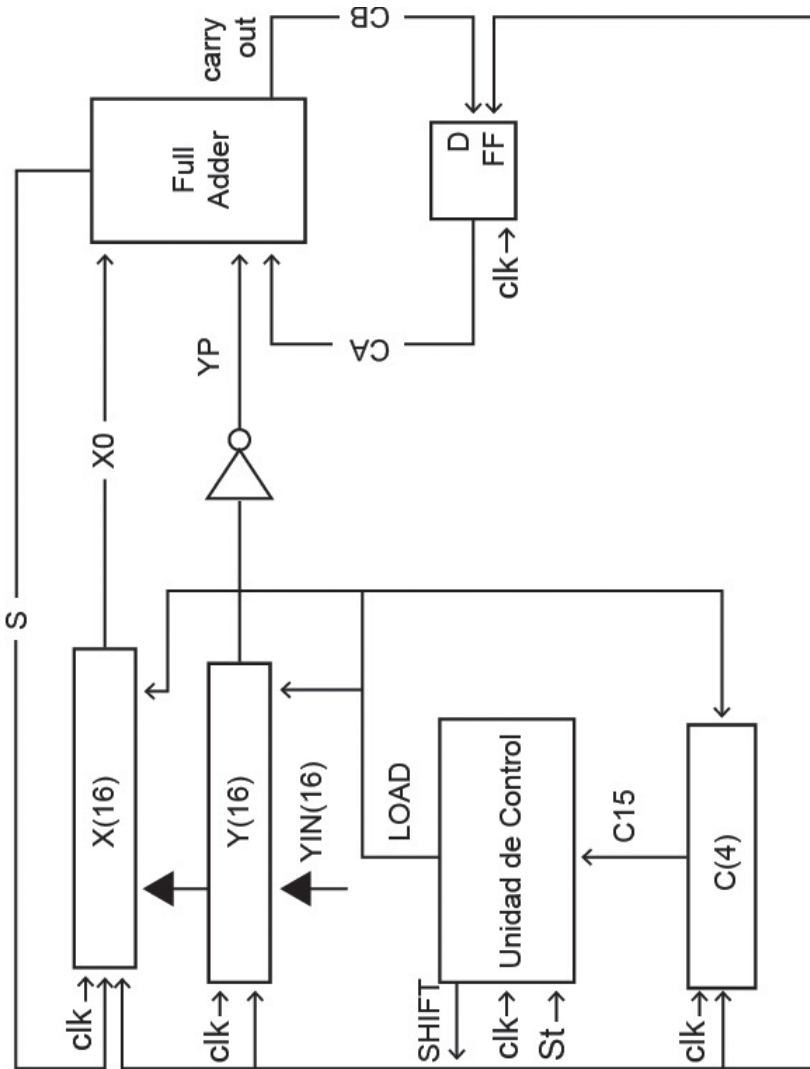 S
X0
YP
CA
CB
carry
out
Full
Adder
D
FF
clk
X(16)
clk
Y(16)
clk
YIN(16)
LOAD
Unidad de Control
SHIFT
clk
St
C15
C(4)
clk